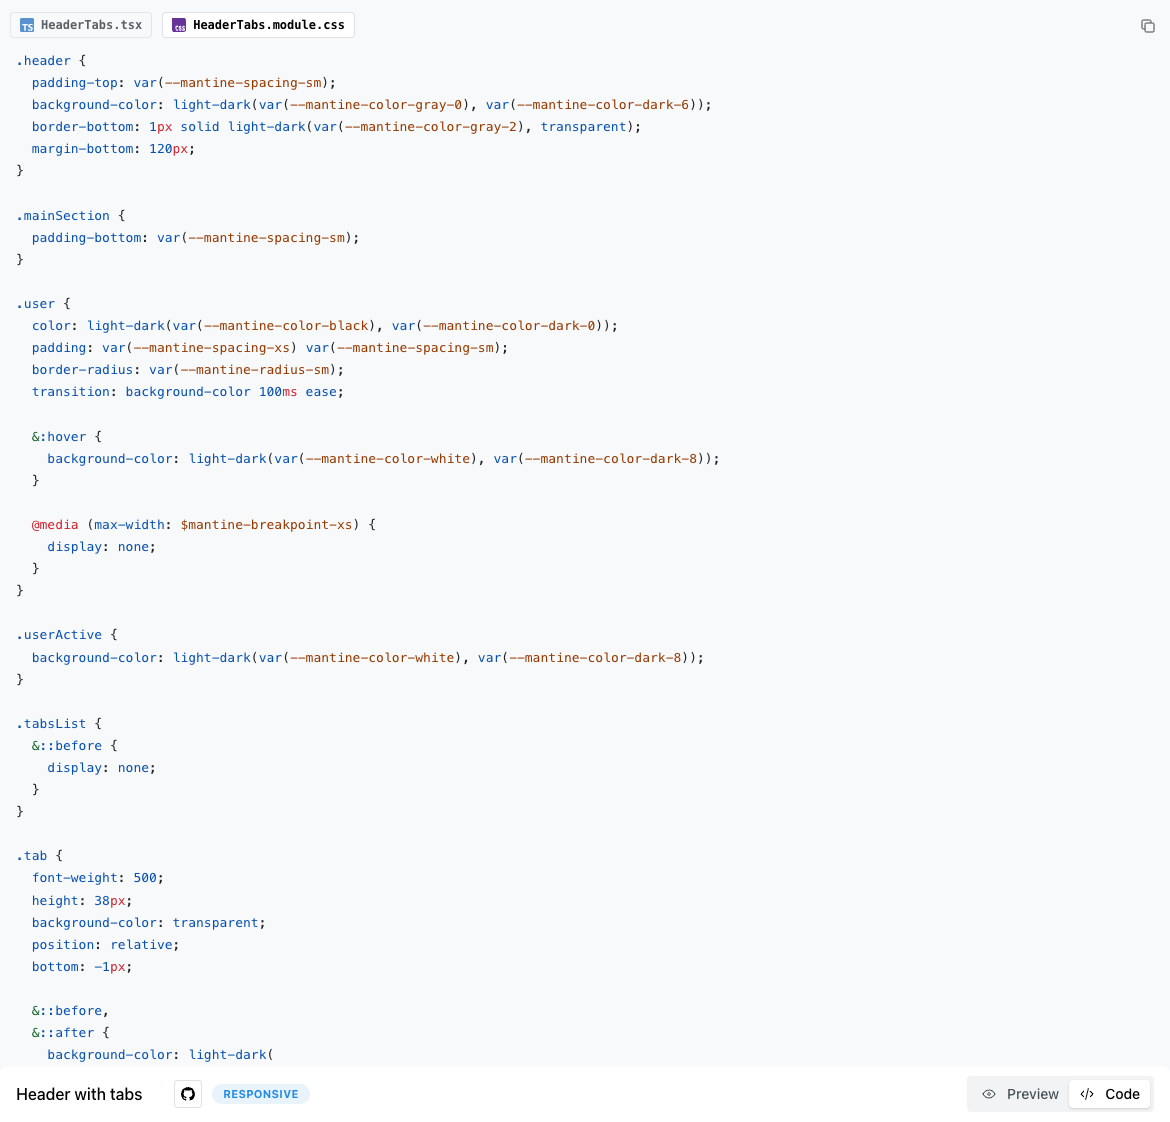 TS HeaderTabs.tsx CSS HeaderTabs.module.css
.header {
  padding-top: var(--mantine-spacing-sm);
  background-color: light-dark(var(--mantine-color-gray-0), var(--mantine-color-dark-6));
  border-bottom: 1px solid light-dark(var(--mantine-color-gray-2), transparent);
  margin-bottom: 120px;
}

.mainSection {
  padding-bottom: var(--mantine-spacing-sm);
}

.user {
  color: light-dark(var(--mantine-color-black), var(--mantine-color-dark-0));
  padding: var(--mantine-spacing-xs) var(--mantine-spacing-sm);
  border-radius: var(--mantine-radius-sm);
  transition: background-color 100ms ease;

  &:hover {
    background-color: light-dark(var(--mantine-color-white), var(--mantine-color-dark-8));
  }

  @media (max-width: $mantine-breakpoint-xs) {
    display: none;
  }
}

.userActive {
  background-color: light-dark(var(--mantine-color-white), var(--mantine-color-dark-8));
}

.tabsList {
  &::before {
    display: none;
  }
}

.tab {
  font-weight: 500;
  height: 38px;
  background-color: transparent;
  position: relative;
  bottom: -1px;

  &::before,
  &::after {
    background-color: light-dark(
Header with tabs RESPONSIVE Preview </> Code